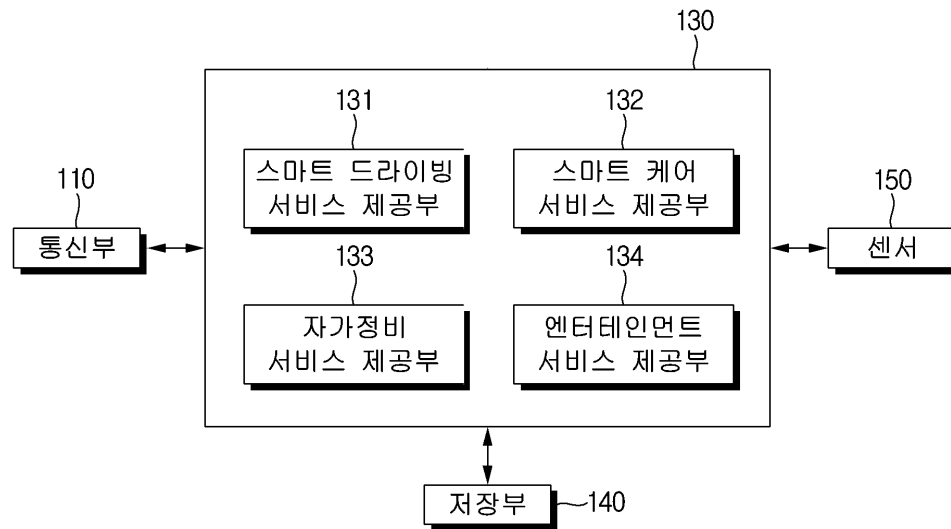 130
131
132
스마트 드라이빙
서비스 제공부
스마트 케어
서비스 제공부
110
150
통신부
센서
133
134
자가정비
서비스 제공부
엔터테인먼트
서비스 제공부
저장부
140